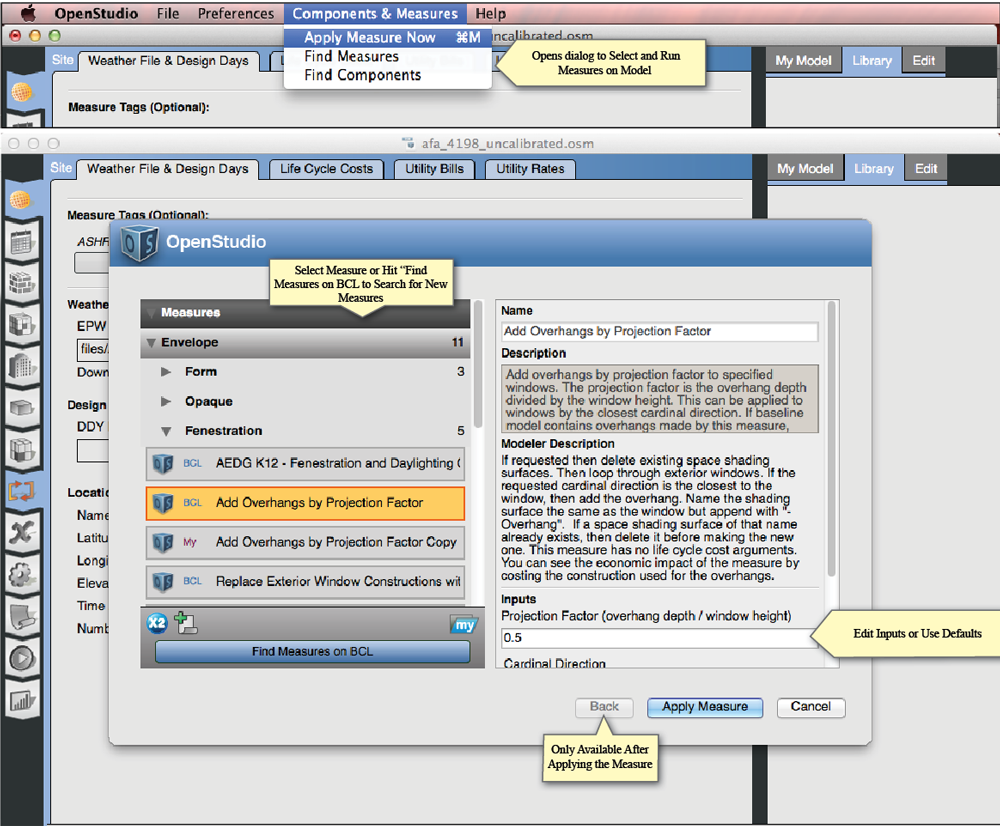 OpenStudio File Preferences Components & Measures Help
uncalibrated.osm
Apply Measure Now ⌘M
Find Measures
Find Components
Opens dialog to Select and Run
Measures on Model
Site Weather File & Design Days
My Model Library Edit
Measure Tags (Optional):
afa_4198_uncalibrated.osm
Site Weather File & Design Days Life Cycle Costs Utility Bills Utility Rates
My Model Library Edit
Measure Tags (Optional):
ASHR
Weathe
EPW
files/
Down
Design
DDY
Locatio
Name
Latitu
Longi
Eleva
Time
Numb
OpenStudio
Select Measure or Hit "Find
Measures on BCL to Search for New
Measures
Measures
Envelope 11
Form 3
Opaque
Fenestration 5
BCL AEDG K12 - Fenestration and Daylighting
BCL Add Overhangs by Projection Factor
My Add Overhangs by Projection Factor Copy
BCL Replace Exterior Window Constructions wit
X2 my
Find Measures on BCL
Name
Add Overhangs by Projection Factor
Description
Add overhangs by projection factor to specified
windows. The projection factor is the overhang depth
divided by the window height. This can be applied to
windows by the closest cardinal direction. If baseline
model contains overhangs made by this measure,
Modeler Description
If requested then delete existing space shading
surfaces. Then loop through exterior windows. If the
requested cardinal direction is the closest to the
window, then add the overhang. Name the shading
surface the same as the window but append with "-
Overhang". If a space shading surface of that name
already exists, then delete it before making the new
one. This measure has no life cycle cost arguments.
You can see the economic impact of the measure by
costing the construction used for the overhangs.
Inputs
Projection Factor (overhang depth / window height)
0.5
Cardinal Direction
Edit Inputs or Use Defaults
Back Apply Measure Cancel
Only Available After
Applying the Measure